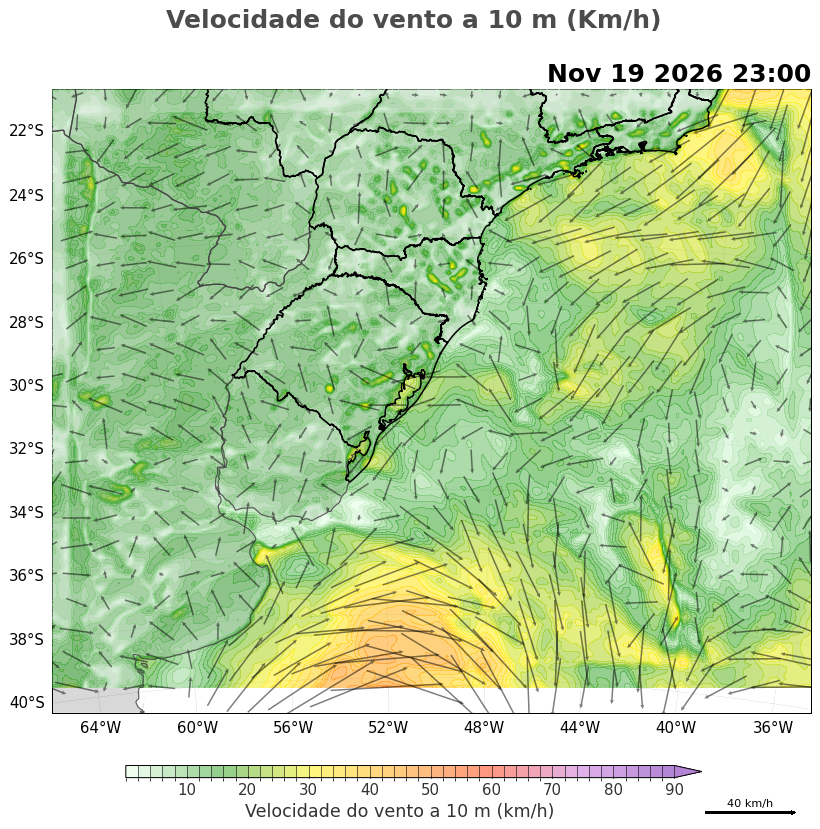 Velocidade do vento a 10 m (Km/h)
Nov 19 2026 23:00
22°S
24°S
26°S
28°S
30°S
32°S
34°S
36°S
38°S
40°S
64°W 60°W 56°W 52°W 48°W 44°W 40°W 36°W
10 20 30 40 50 60 70 80 90
Velocidade do vento a 10 m (km/h)
40 km/h